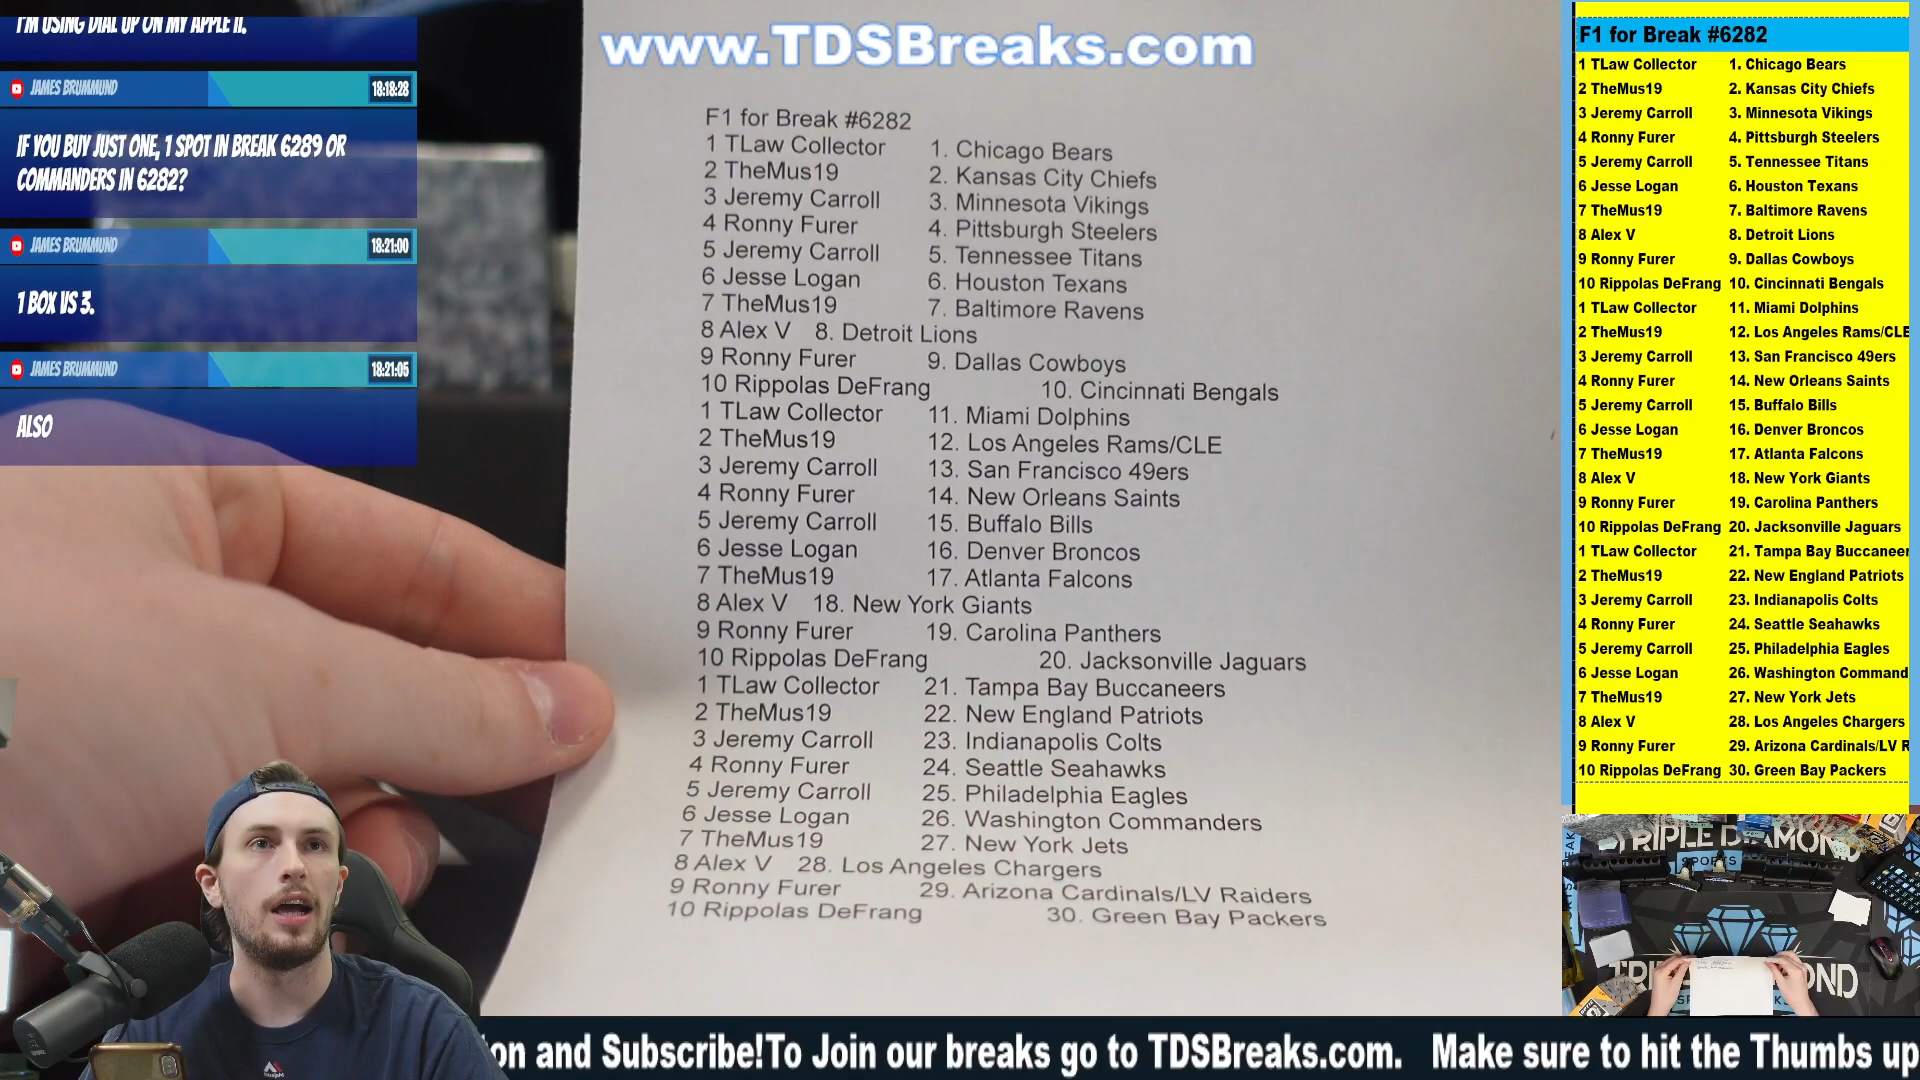 I'M USING DIAL UP ON MY APPLE II.
JAMES BRUMMUND 18:18:28
IF YOU BUY JUST ONE, 1 SPOT IN BREAK 6289 OR
COMMANDERS IN 6282?
JAMES BRUMMUND 18:21:00
1 BOX VS 3.
JAMES BRUMMUND 18:21:05
ALSO
www.TDSBreaks.com
F1 for Break #6282
1 TLaw Collector 1. Chicago Bears
2 TheMus19 2. Kansas City Chiefs
3 Jeremy Carroll 3. Minnesota Vikings
4 Ronny Furer 4. Pittsburgh Steelers
5 Jeremy Carroll 5. Tennessee Titans
6 Jesse Logan 6. Houston Texans
7 TheMus19 7. Baltimore Ravens
8 Alex V 8. Detroit Lions
9 Ronny Furer 9. Dallas Cowboys
10 Rippolas DeFrang 10. Cincinnati Bengals
1 TLaw Collector 11. Miami Dolphins
2 TheMus19 12. Los Angeles Rams/CLE
3 Jeremy Carroll 13. San Francisco 49ers
4 Ronny Furer 14. New Orleans Saints
5 Jeremy Carroll 15. Buffalo Bills
6 Jesse Logan 16. Denver Broncos
7 TheMus19 17. Atlanta Falcons
8 Alex V 18. New York Giants
9 Ronny Furer 19. Carolina Panthers
10 Rippolas DeFrang 20. Jacksonville Jaguars
1 TLaw Collector 21. Tampa Bay Buccaneers
2 TheMus19 22. New England Patriots
3 Jeremy Carroll 23. Indianapolis Colts
4 Ronny Furer 24. Seattle Seahawks
5 Jeremy Carroll 25. Philadelphia Eagles
6 Jesse Logan 26. Washington Commanders
7 TheMus19 27. New York Jets
8 Alex V 28. Los Angeles Chargers
9 Ronny Furer 29. Arizona Cardinals/LV Raiders
10 Rippolas DeFrang 30. Green Bay Packers
F1 for Break #6282
1 TLaw Collector 1. Chicago Bears
2 TheMus19 2. Kansas City Chiefs
3 Jeremy Carroll 3. Minnesota Vikings
4 Ronny Furer 4. Pittsburgh Steelers
5 Jeremy Carroll 5. Tennessee Titans
6 Jesse Logan 6. Houston Texans
7 TheMus19 7. Baltimore Ravens
8 Alex V 8. Detroit Lions
9 Ronny Furer 9. Dallas Cowboys
10 Rippolas DeFrang 10. Cincinnati Bengals
1 TLaw Collector 11. Miami Dolphins
2 TheMus19 12. Los Angeles Rams/CLE
3 Jeremy Carroll 13. San Francisco 49ers
4 Ronny Furer 14. New Orleans Saints
5 Jeremy Carroll 15. Buffalo Bills
6 Jesse Logan 16. Denver Broncos
7 TheMus19 17. Atlanta Falcons
8 Alex V 18. New York Giants
9 Ronny Furer 19. Carolina Panthers
10 Rippolas DeFrang 20. Jacksonville Jaguars
1 TLaw Collector 21. Tampa Bay Buccaneer
2 TheMus19 22. New England Patriots
3 Jeremy Carroll 23. Indianapolis Colts
4 Ronny Furer 24. Seattle Seahawks
5 Jeremy Carroll 25. Philadelphia Eagles
6 Jesse Logan 26. Washington Command
7 TheMus19 27. New York Jets
8 Alex V 28. Los Angeles Chargers
9 Ronny Furer 29. Arizona Cardinals/LV R
10 Rippolas DeFrang 30. Green Bay Packers
TRIPLE DIAMOND
SPORTS
on and Subscribe!To Join our breaks go to TDSBreaks.com. Make sure to hit the Thumbs up